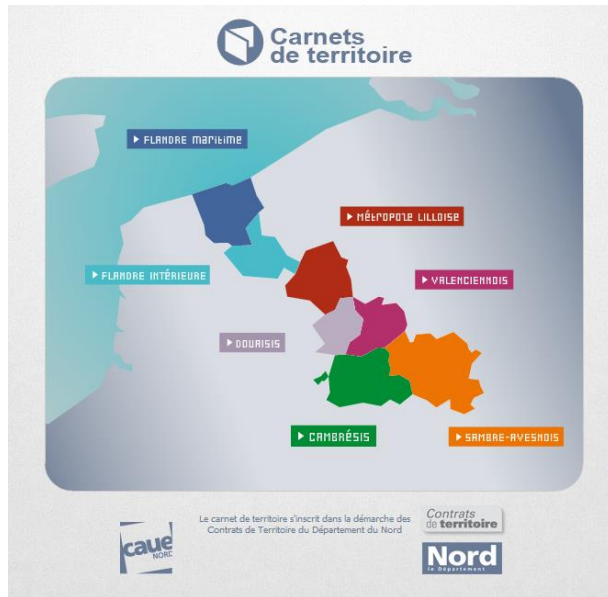 Carnets
de territoire
FLANDRE maritime
Métropole LILLOISE
FLANDRE INTÉRIEURE
VALENCIENNOIS
DOUAISIS
CAMBRÉSIS
SAMBRE-AVESNOIS
Le carnet de territoire s'inscrit dans la démarche des
Contrats de Territoire du Département du Nord
Contrats
de territoire
caue
NORD
Nord
le Département